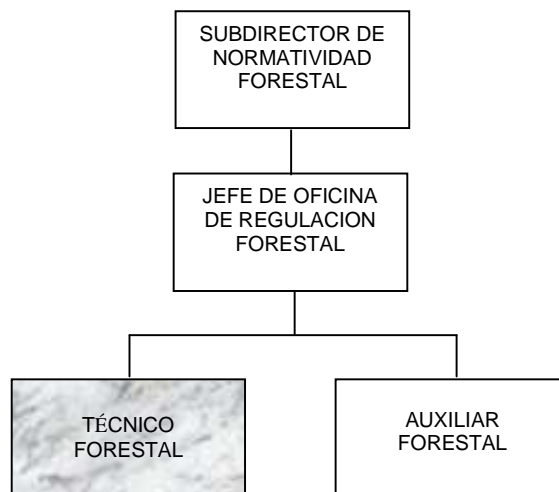 SUBDIRECTOR DE
NORMATIVIDAD
FORESTAL
JEFE DE OFICINA
DE REGULACION
FORESTAL
TÉCNICO
FORESTAL
AUXILIAR
FORESTAL